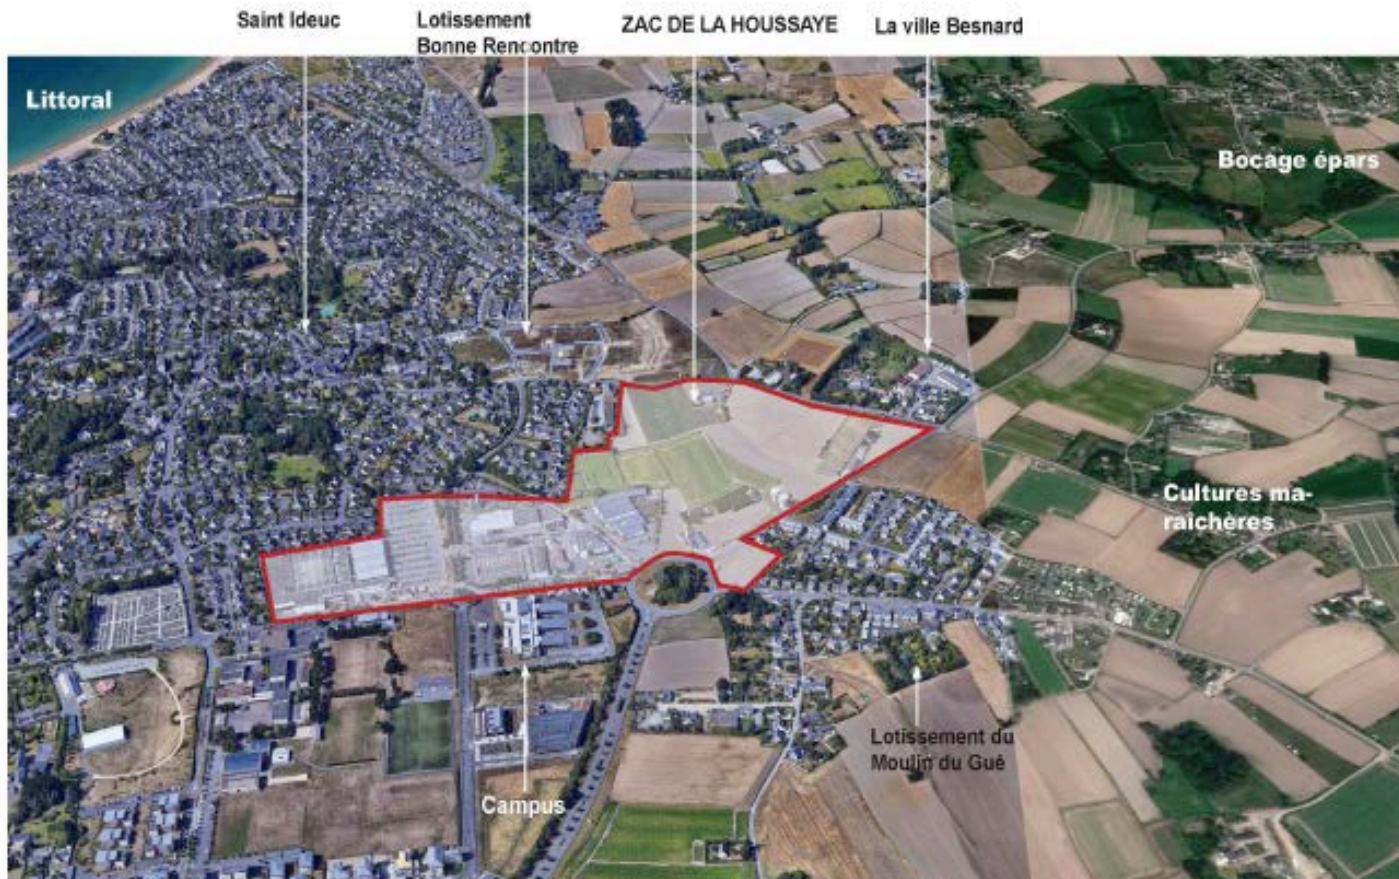 Saint Ideuc
Lotissement
Bonne Rencontre
ZAC DE LA HOUSSAYE
La ville Besnard
Littoral
Bocage épars
Cultures ma-
raîchères
Lotissement du
Moulin du Gué
Campus